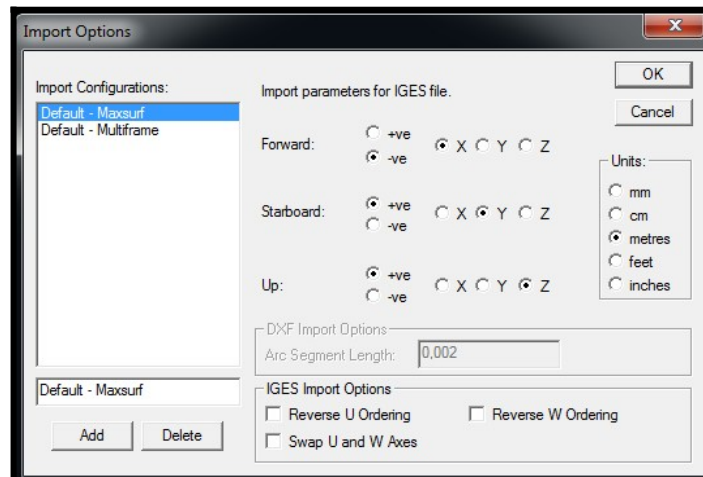 Import Options
Import Configurations:
Default - Maxsurf
Default - Multiframe
Default - Maxsurf
Add Delete
Import parameters for IGES file.
Forward: +ve -ve X Y Z
Starboard: +ve -ve X Y Z
Up: +ve -ve X Y Z
DXF Import Options
Arc Segment Length: 0,002
IGES Import Options
Reverse U Ordering Reverse W Ordering
Swap U and W Axes
OK
Cancel
Units:
mm
cm
metres
feet
inches